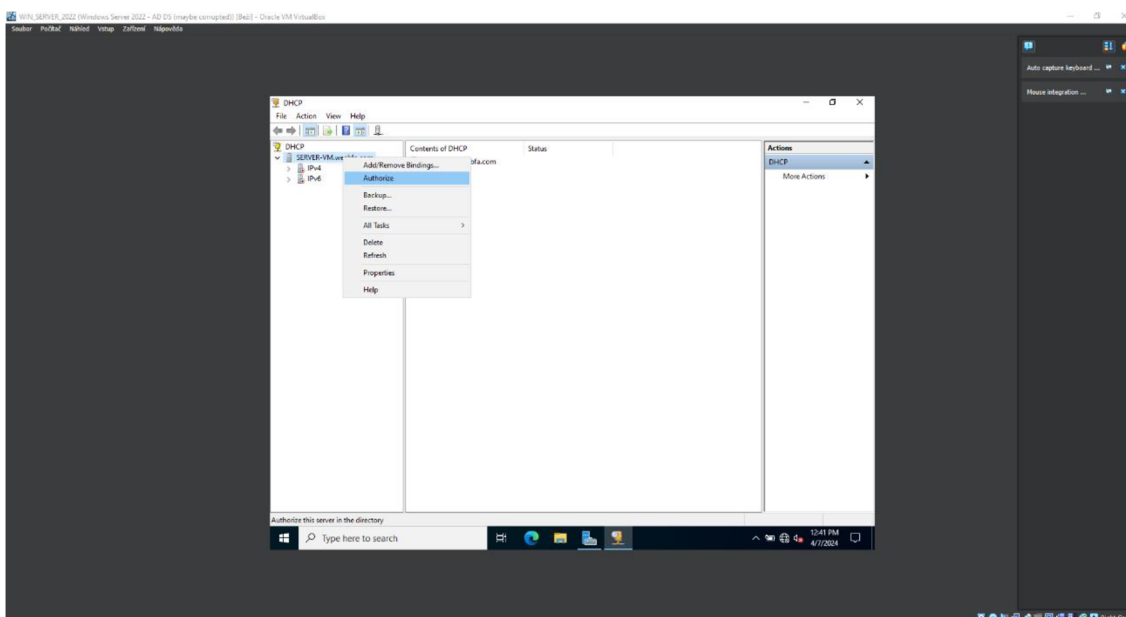 WIN_SERVER_2022 (Windows Server 2022 - AD DS (maybe corrupted)) [Běží] - Oracle VM VirtualBox
Soubor Počítač Náhled Vstup Zařízení Nápověda
Auto capture keyboard ...
Mouse integration ...
DHCP
File Action View Help
DHCP
SERVER-VM.
IPv4
IPv6
Contents of DHCP Status
bfa.com
Add/Remove Bindings...
Authorize
Backup...
Restore...
All Tasks
Delete
Refresh
Properties
Help
Actions
DHCP
More Actions
Authorize this server in the directory
Type here to search
12:41 PM
4/7/2024